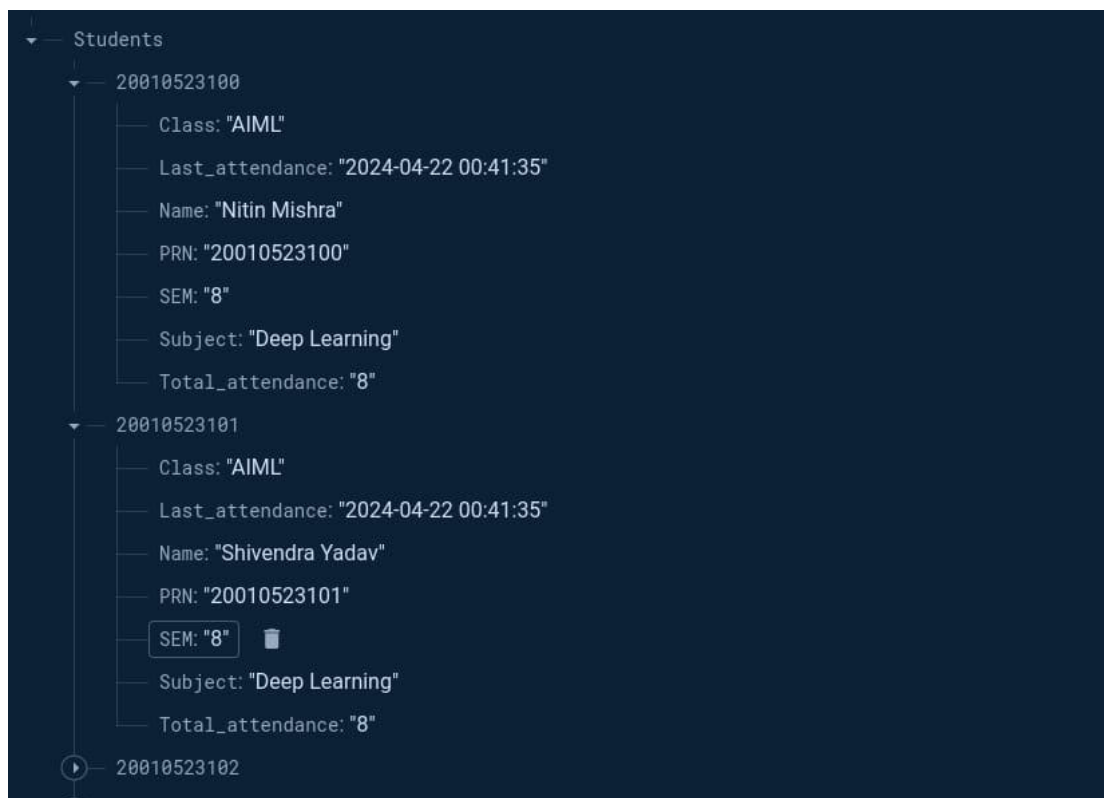 Students
20010523100
Class: "AIML"
Last_attendance: "2024-04-22 00:41:35"
Name: "Nitin Mishra"
PRN: "20010523100"
SEM: "8"
Subject: "Deep Learning"
Total_attendance: "8"
20010523101
Class: "AIML"
Last_attendance: "2024-04-22 00:41:35"
Name: "Shivendra Yadav"
PRN: "20010523101"
SEM: "8"
Subject: "Deep Learning"
Total_attendance: "8"
20010523102